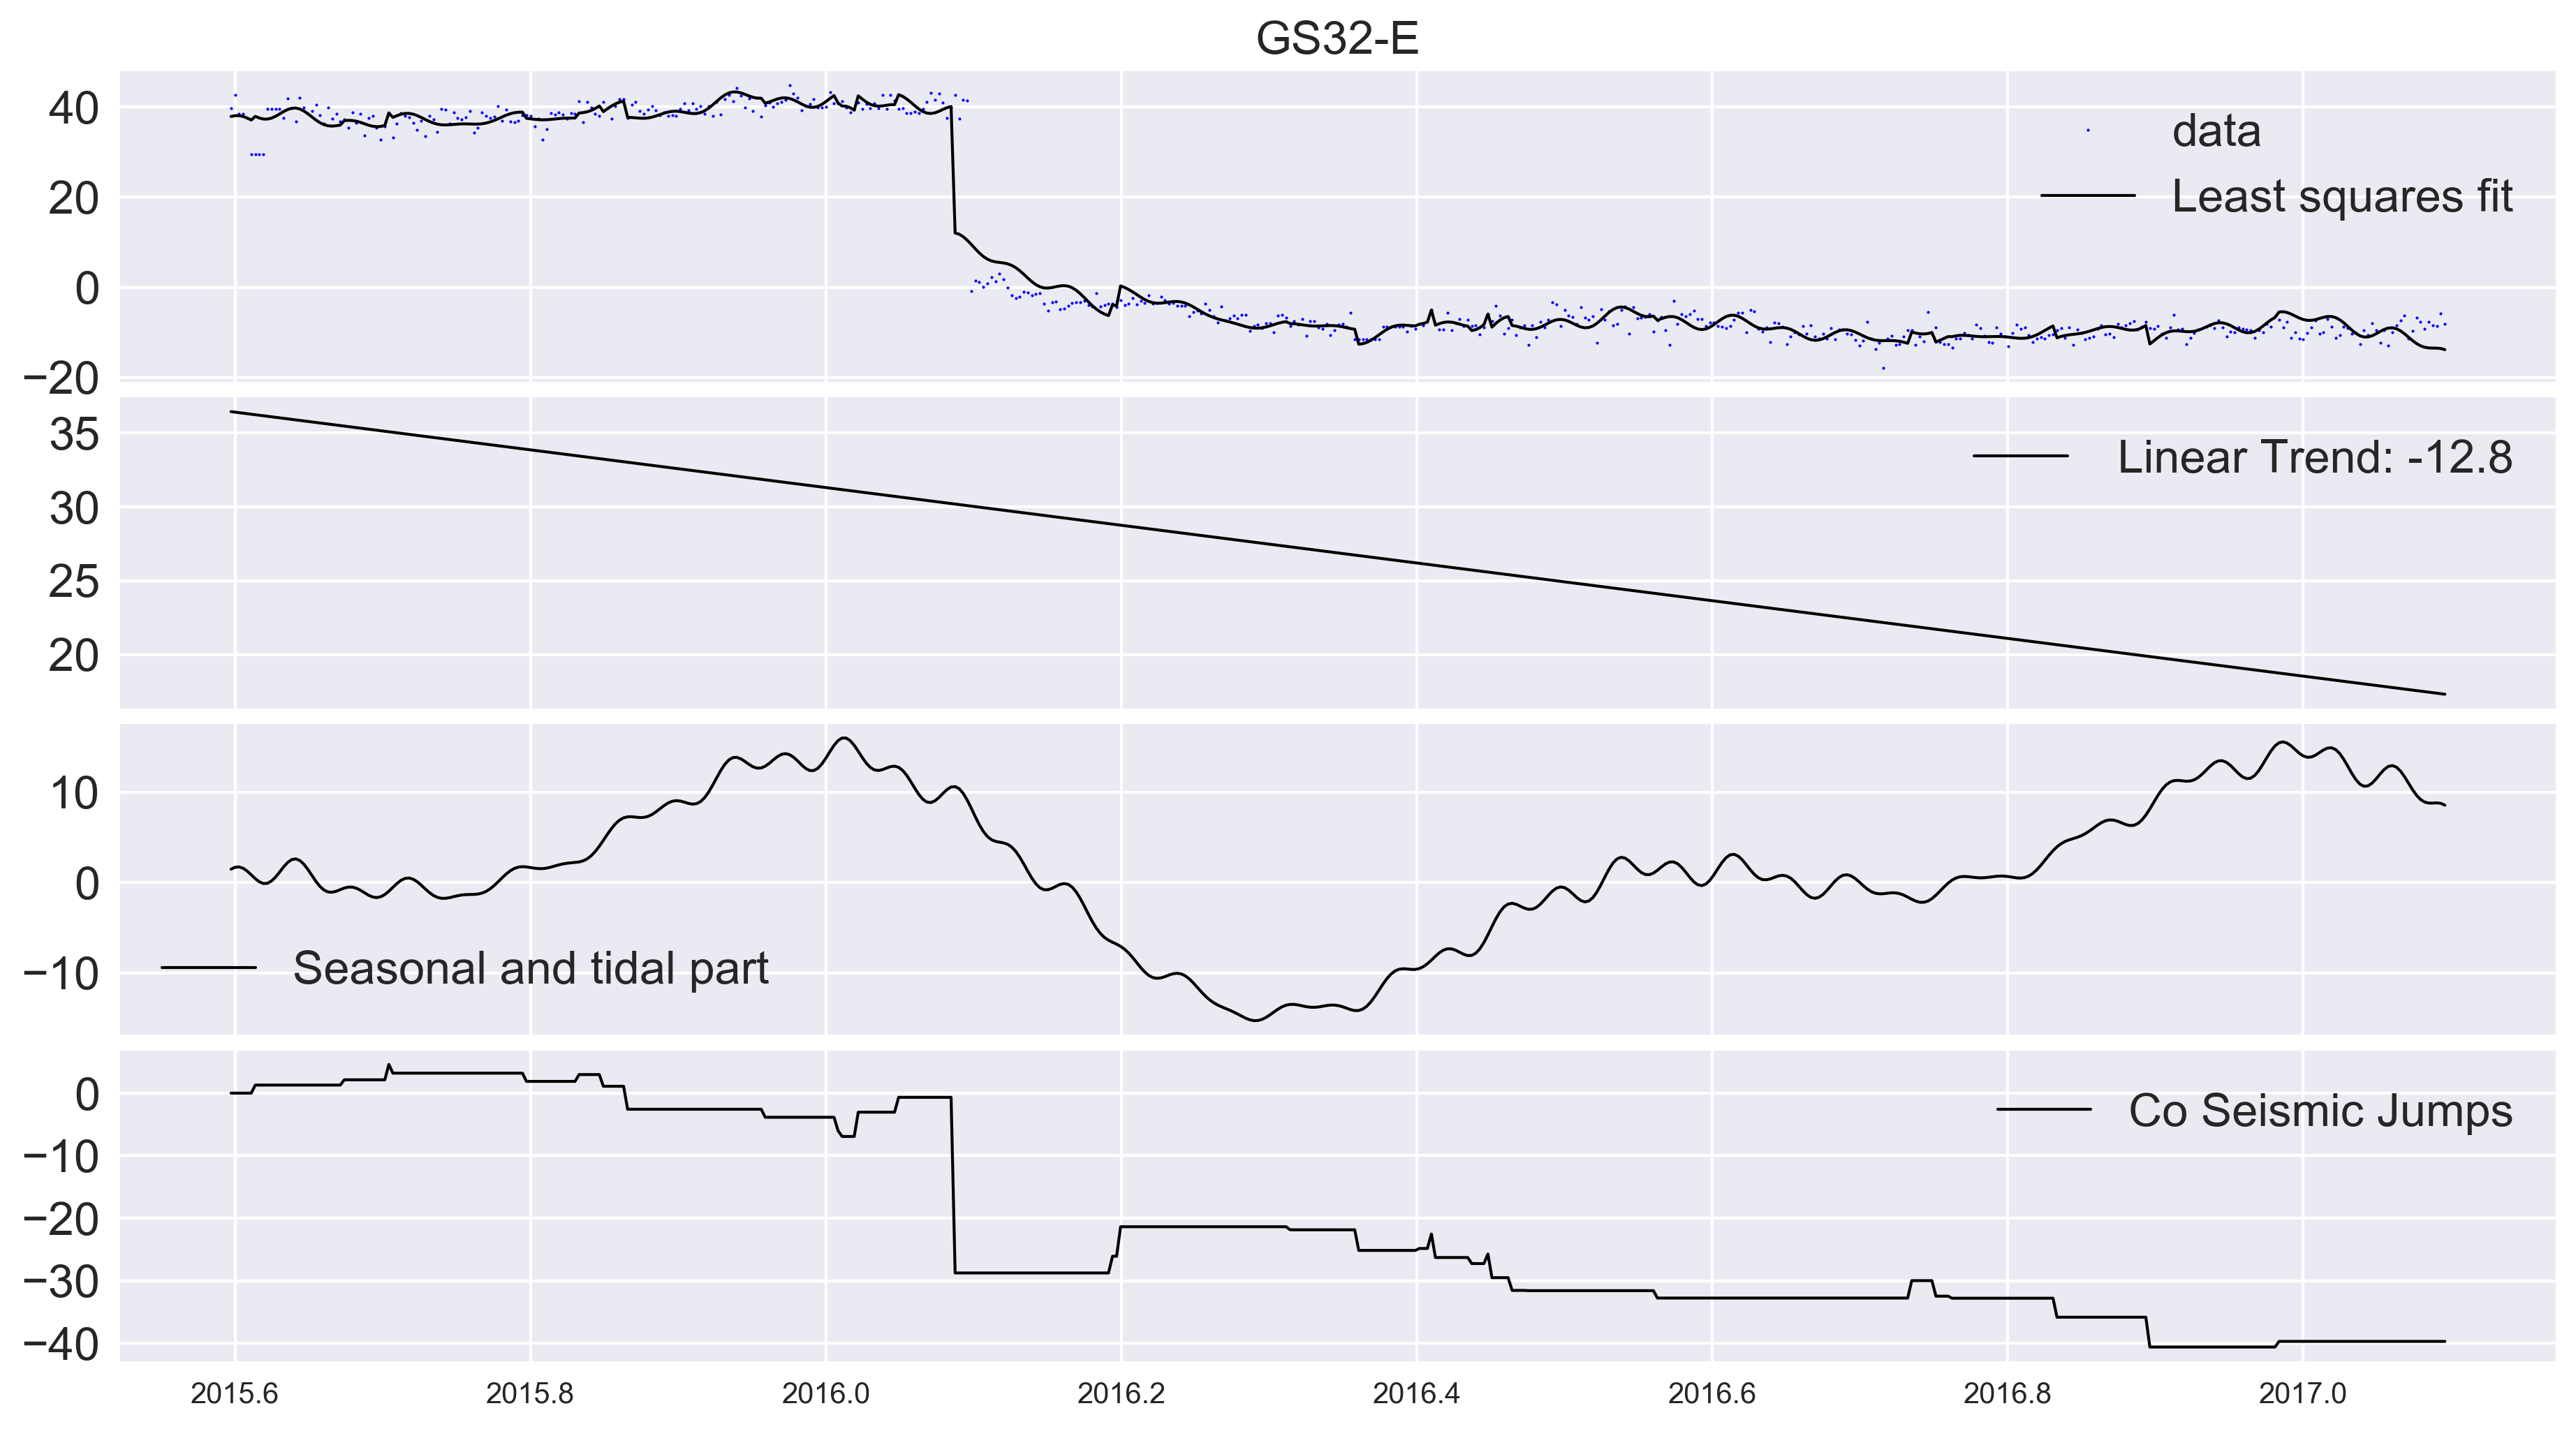 GS32-E
40
20
0
−20
data
Least squares fit
35
30
25
20
Linear Trend: -12.8
10
0
−10
Seasonal and tidal part
0
−10
−20
−30
−40
Co Seismic Jumps
2015.6 2015.8 2016.0 2016.2 2016.4 2016.6 2016.8 2017.0